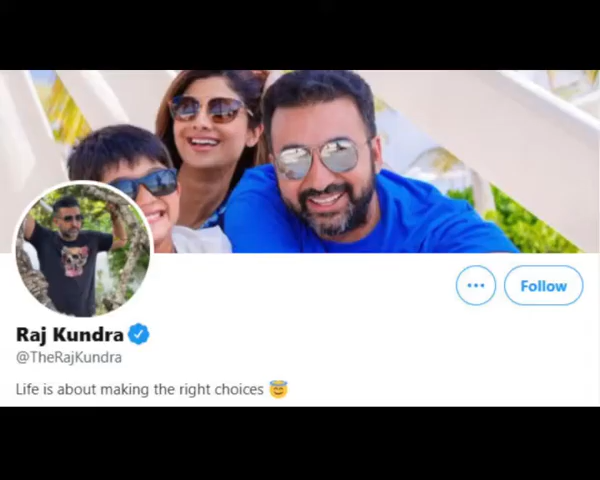 Follow
Raj Kundra
@TheRajKundra
Life is about making the right choices 😇